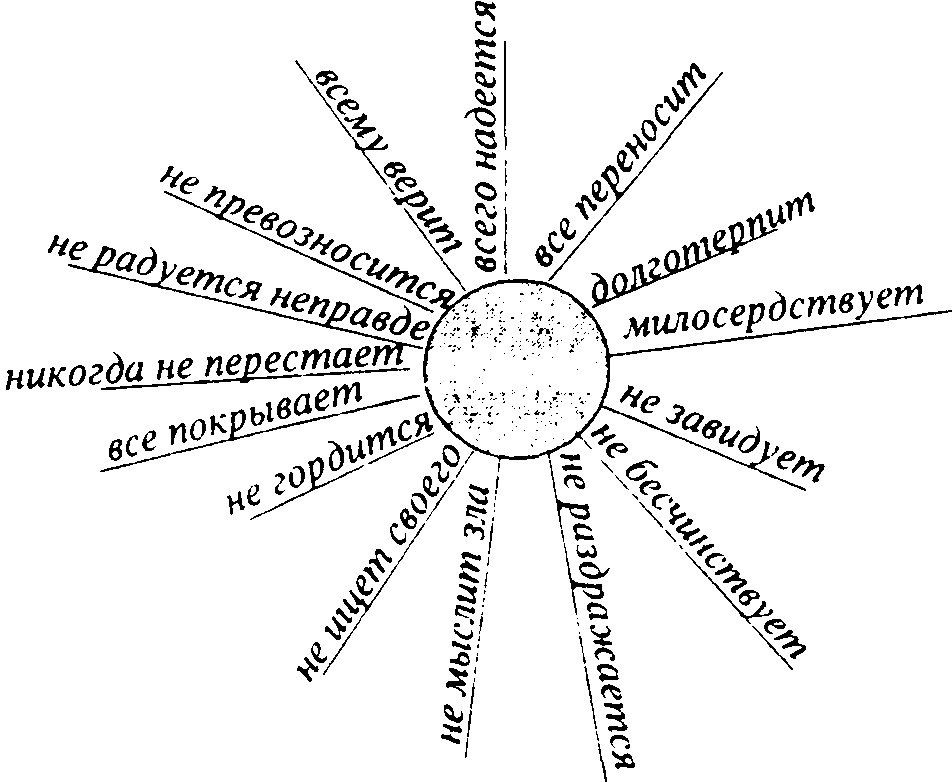 всего надеется
все переносит
долготерпит
милосердствует
не завидует
не бесчинствует
не раздражается
не мыслит зла
не ищет своего
не гордится
все покрывает
никогда не перестает
не радуется неправде
не превозносится
всему верит